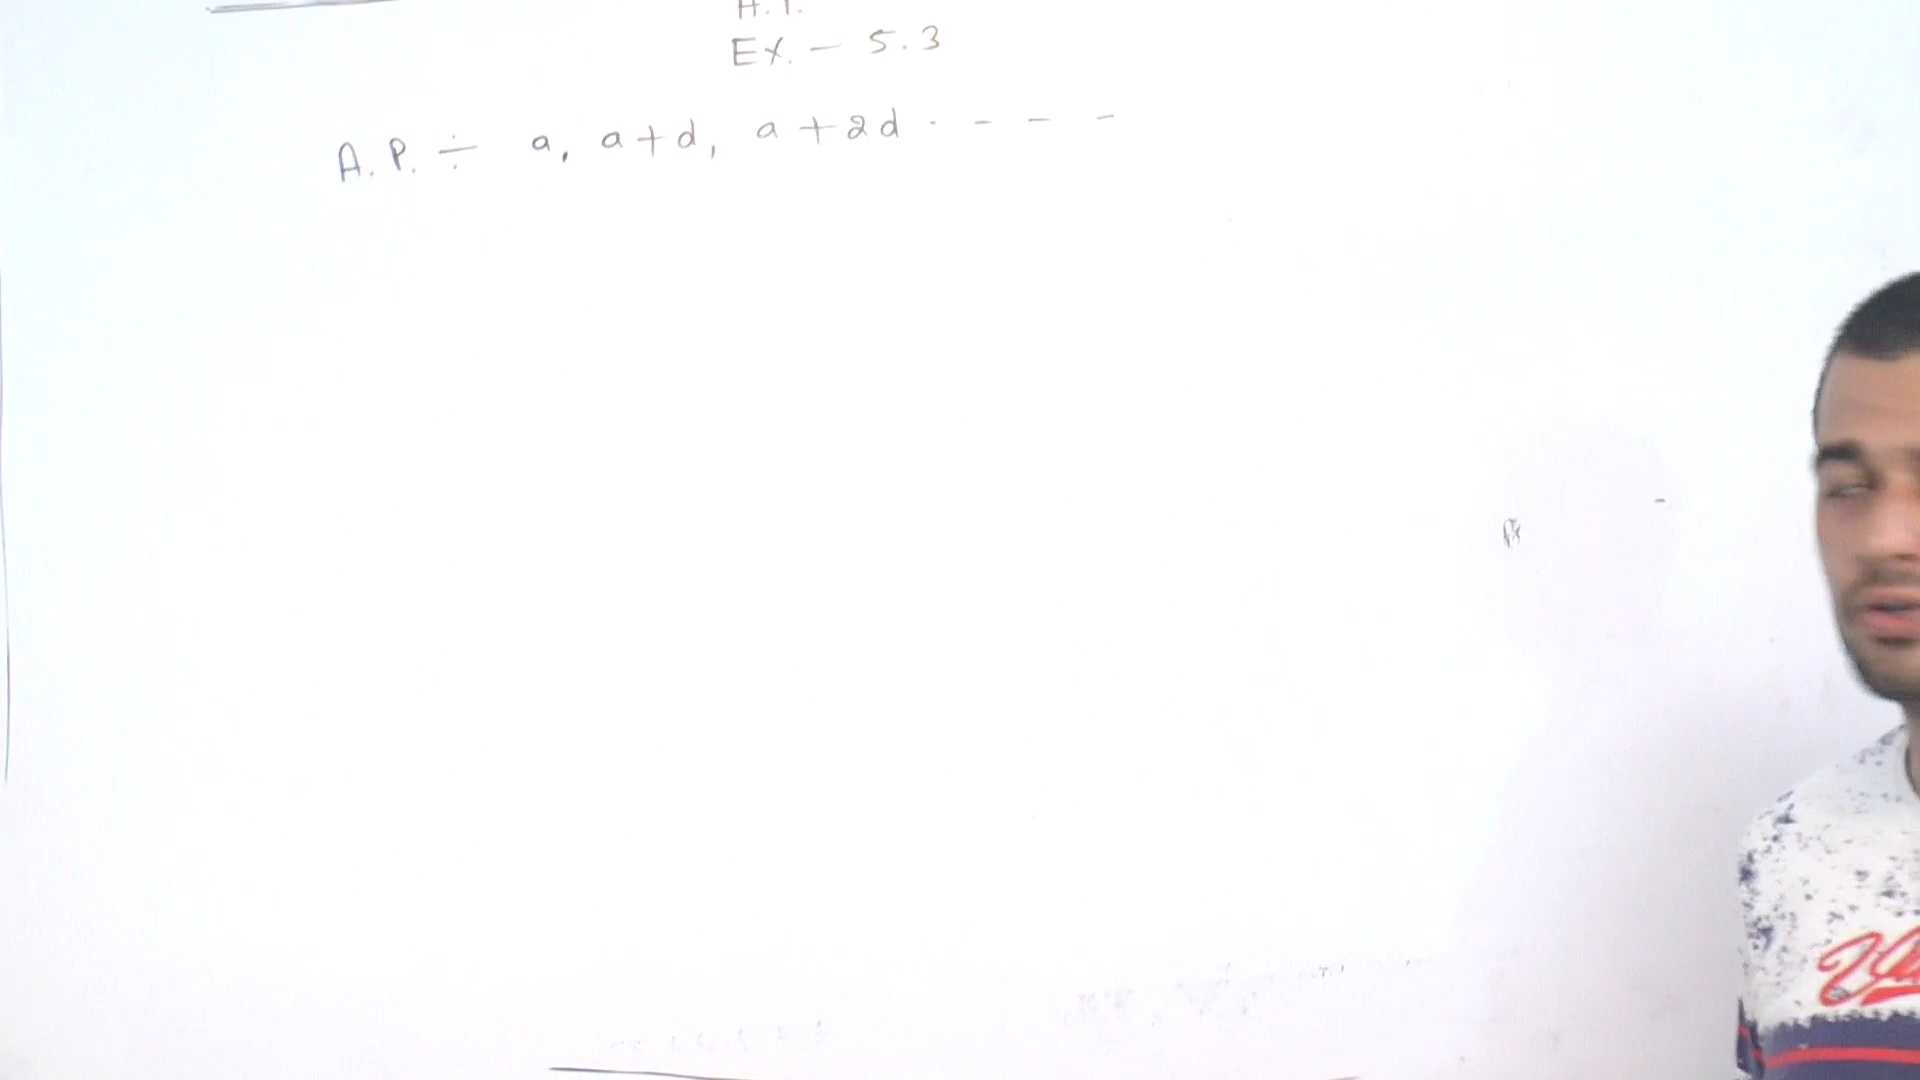 A.P.
Ex. - 5.3
A.P. ÷ a, a+d, a+2d . - - -